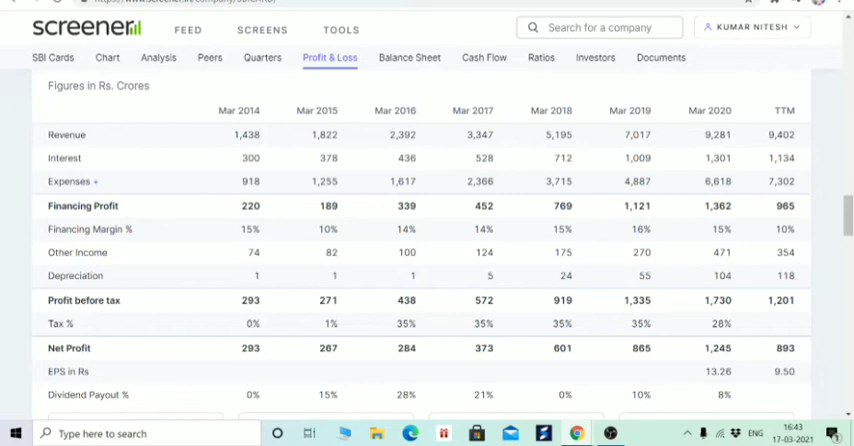 screener
FEED SCREENS TOOLS Search for a company KUMAR NITESH
SBI Cards Chart Analysis Peers Quarters Profit & Loss Balance Sheet Cash Flow Ratios Investors Documents
Figures in Rs. Crores
Mar 2014 Mar 2015 Mar 2016 Mar 2017 Mar 2018 Mar 2019 Mar 2020 TTM
Revenue 1,438 1,822 2,392 3,347 5,195 7,017 9,281 9,402
Interest 300 378 436 528 712 1,009 1,301 1,134
Expenses + 918 1,255 1,617 2,366 3,715 4,887 6,618 7,302
Financing Profit 220 189 339 452 769 1,121 1,362 965
Financing Margin % 15% 10% 14% 14% 15% 16% 15% 10%
Other Income 74 82 100 124 175 270 471 354
Depreciation 1 1 1 5 24 55 104 118
Profit before tax 293 271 438 572 919 1,335 1,730 1,201
Tax % 0% 1% 35% 35% 35% 35% 28%
Net Profit 293 267 284 373 601 865 1,245 893
EPS in Rs 13.26 9.50
Dividend Payout % 0% 15% 28% 21% 0% 10% 8%
Type here to search ENG 16:43
17-03-2021